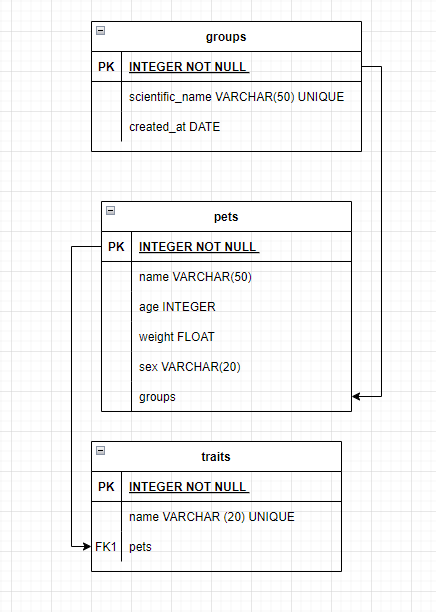 groups
PK INTEGER NOT NULL
scientific_name VARCHAR(50) UNIQUE
created_at DATE
pets
PK INTEGER NOT NULL
name VARCHAR(50)
age INTEGER
weight FLOAT
sex VARCHAR(20)
groups
traits
PK INTEGER NOT NULL
name VARCHAR (20) UNIQUE
FK1 pets